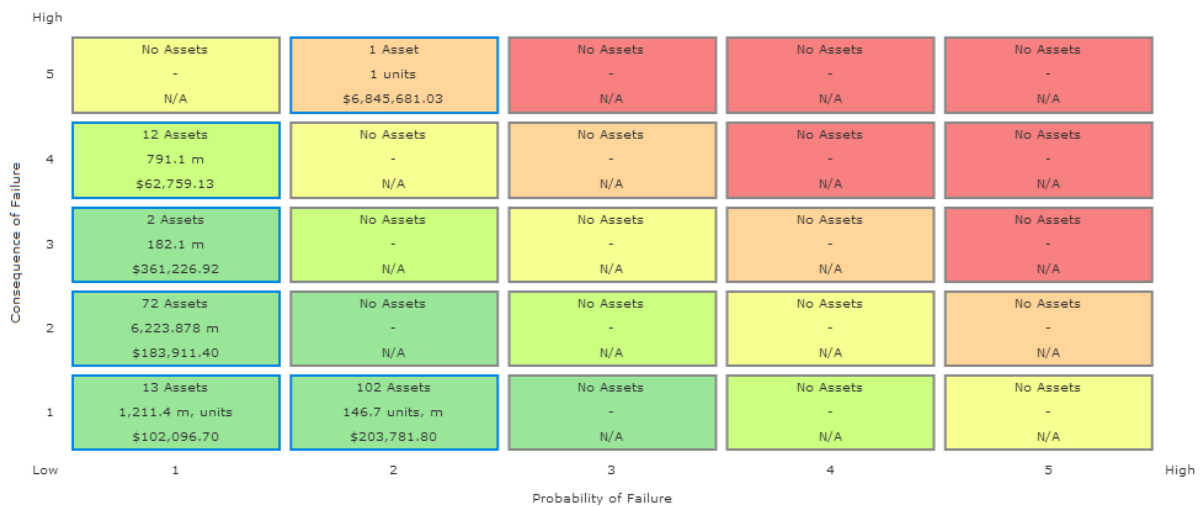 High
No Assets
-
N/A
1 Asset
1 units
$6,845,681.03
No Assets
-
N/A
No Assets
-
N/A
No Assets
-
N/A
5
12 Assets
791.1 m
$62,759.13
No Assets
-
N/A
No Assets
-
N/A
No Assets
-
N/A
No Assets
-
N/A
4
Consequence of Failure
2 Assets
182.1 m
$361,226.92
No Assets
-
N/A
No Assets
-
N/A
No Assets
-
N/A
No Assets
-
N/A
3
72 Assets
6,223.878 m
$183,911.40
No Assets
-
N/A
No Assets
-
N/A
No Assets
-
N/A
No Assets
-
N/A
2
13 Assets
1,211.4 m, units
$102,096.70
102 Assets
146.7 units, m
$203,781.80
No Assets
-
N/A
No Assets
-
N/A
No Assets
-
N/A
1
Low
1
2
3
4
5
High
Probability of Failure